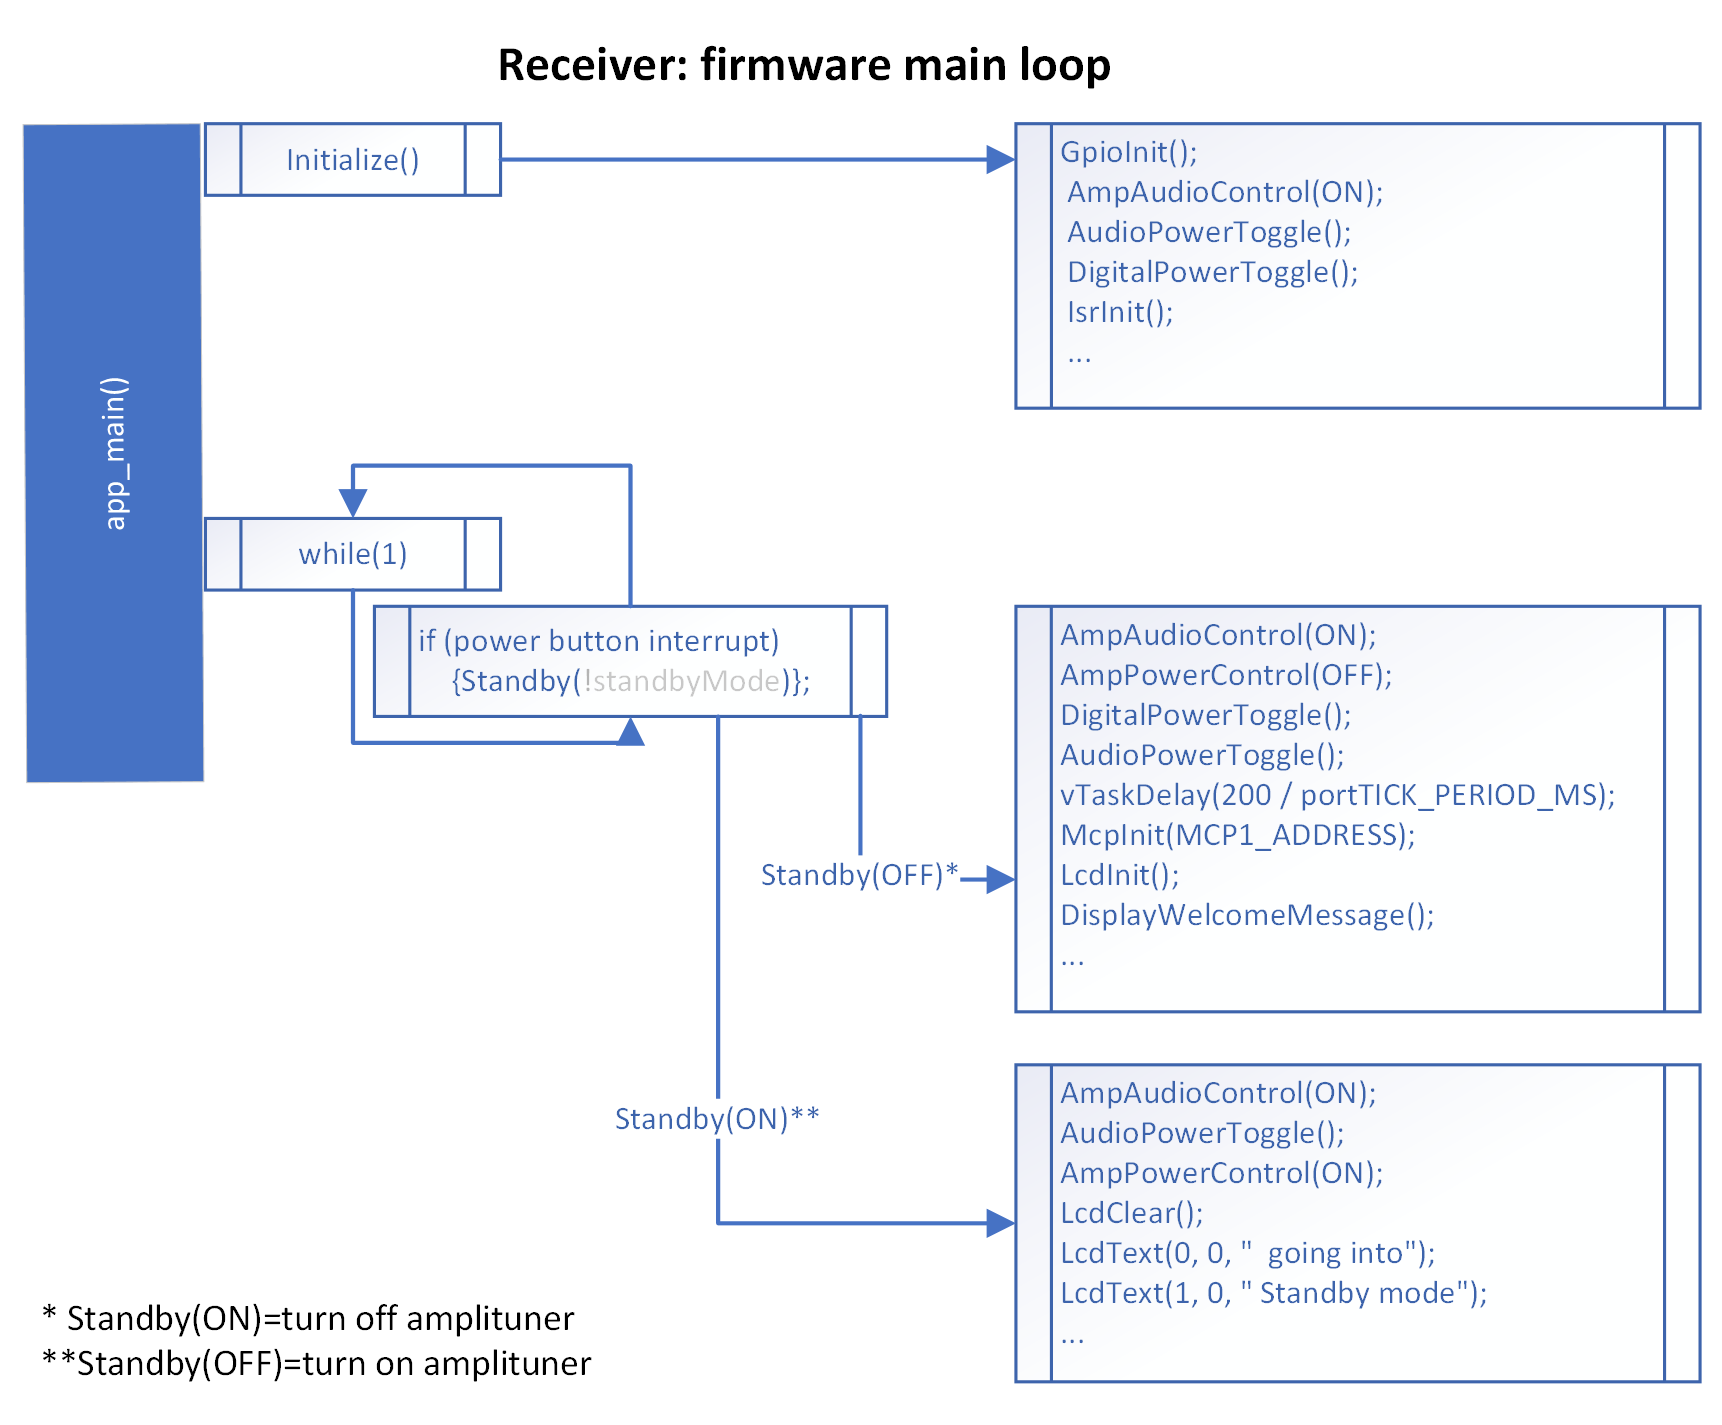 Receiver: firmware main loop
app_main()
Initialize()
GpioInit();
AmpAudioControl(ON);
AudioPowerToggle();
DigitalPowerToggle();
IsrInit();
...
while(1)
if (power button interrupt)
{Standby(!standbyMode)};
Standby(OFF)*
AmpAudioControl(ON);
AmpPowerControl(OFF);
DigitalPowerToggle();
AudioPowerToggle();
vTaskDelay(200 / portTICK_PERIOD_MS);
McpInit(MCP1_ADDRESS);
LcdInit();
DisplayWelcomeMessage();
...
Standby(ON)**
AmpAudioControl(ON);
AudioPowerToggle();
AmpPowerControl(ON);
LcdClear();
LcdText(0, 0, "  going into");
LcdText(1, 0, " Standby mode");
...
* Standby(ON)=turn off amplituner
**Standby(OFF)=turn on amplituner